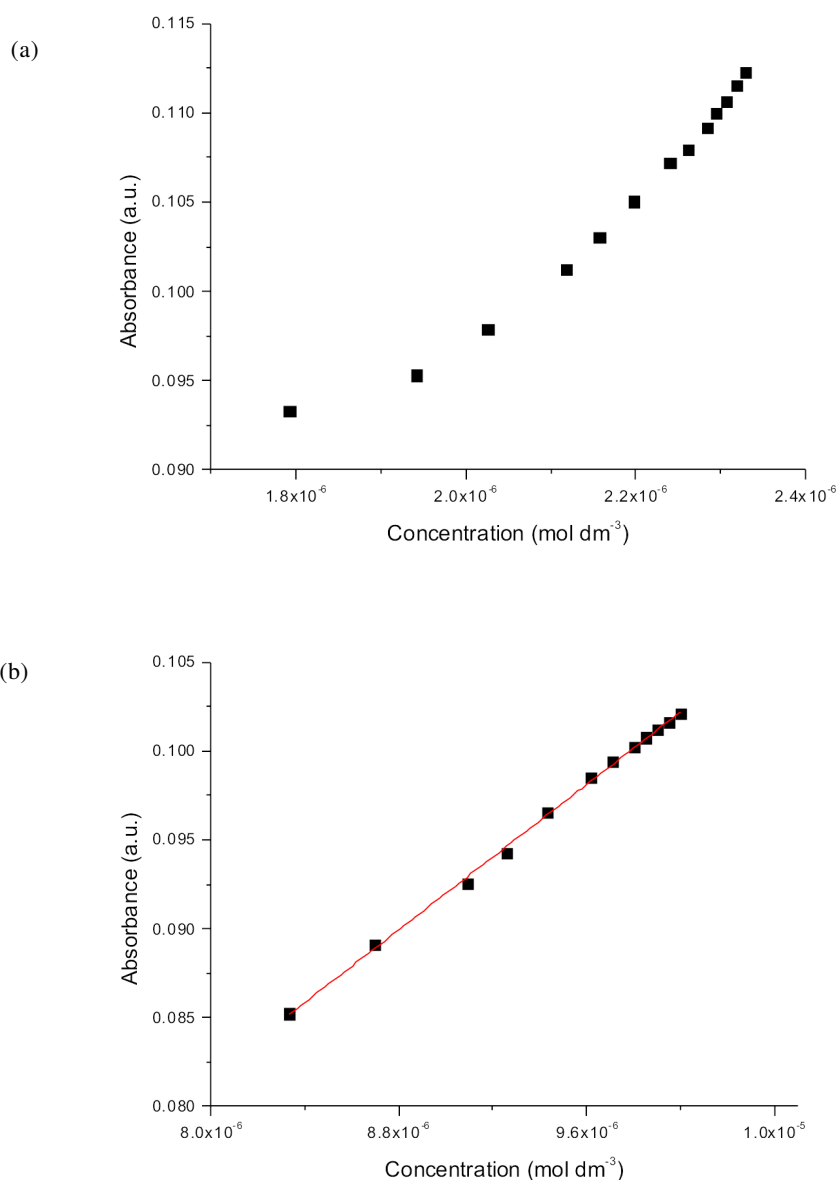 (a)
0.115
0.110
0.105
0.100
0.095
0.090
Absorbance (a.u.)
1.8x10⁻⁶ 2.0x10⁻⁶ 2.2x10⁻⁶ 2.4x10⁻⁶
Concentration (mol dm⁻³)
(b)
0.105
0.100
0.095
0.090
0.085
0.080
Absorbance (a.u.)
8.0x10⁻⁶ 8.8x10⁻⁶ 9.6x10⁻⁶ 1.0x10⁻⁵
Concentration (mol dm⁻³)